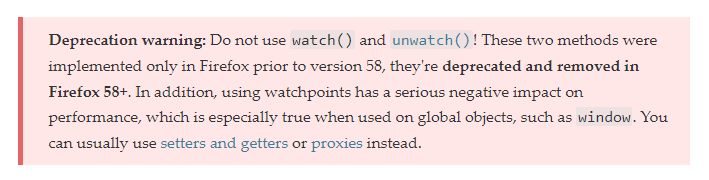 Deprecation warning: Do not use watch() and unwatch()! These two methods were
implemented only in Firefox prior to version 58, they're deprecated and removed in
Firefox 58+. In addition, using watchpoints has a serious negative impact on
performance, which is especially true when used on global objects, such as window. You
can usually use setters and getters or proxies instead.